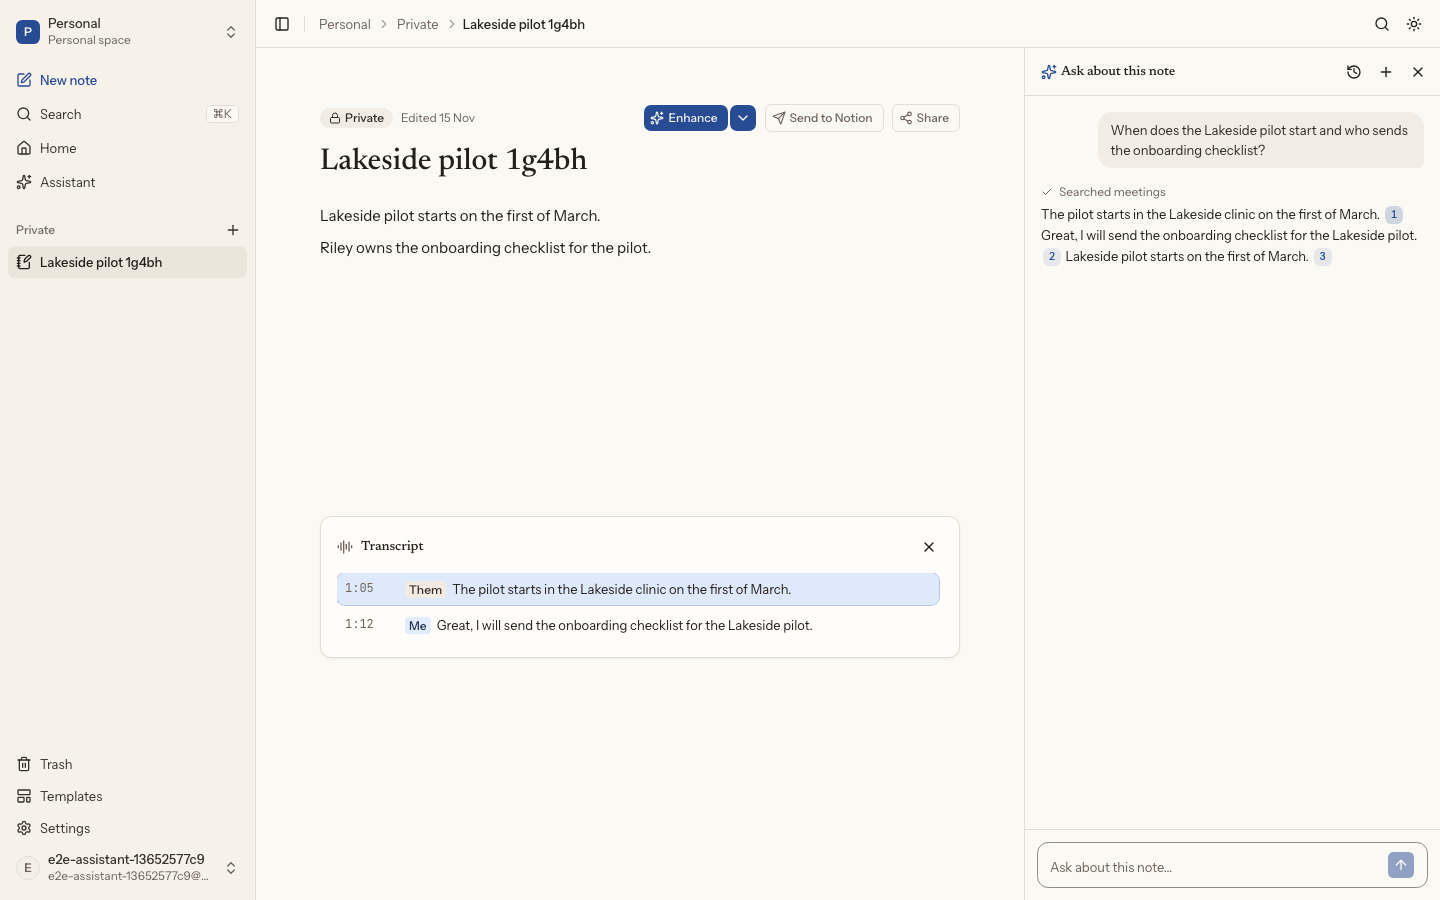 P
Personal
Personal space
New note
Search
⌘K
Home
Assistant
Private
Lakeside pilot 1g4bh
Trash
Templates
Settings
E
e2e-assistant-13652577c9
e2e-assistant-13652577c9@...
Personal
Private
Lakeside pilot 1g4bh
Private
Edited 15 Nov
Enhance
Send to Notion
Share
Lakeside pilot 1g4bh
Lakeside pilot starts on the first of March.
Riley owns the onboarding checklist for the pilot.
Transcript
1:05 Them The pilot starts in the Lakeside clinic on the first of March.
1:12 Me Great, I will send the onboarding checklist for the Lakeside pilot.
Ask about this note
When does the Lakeside pilot start and who sends
the onboarding checklist?
Searched meetings
The pilot starts in the Lakeside clinic on the first of March. 1
Great, I will send the onboarding checklist for the Lakeside pilot.
2 Lakeside pilot starts on the first of March. 3
Ask about this note...